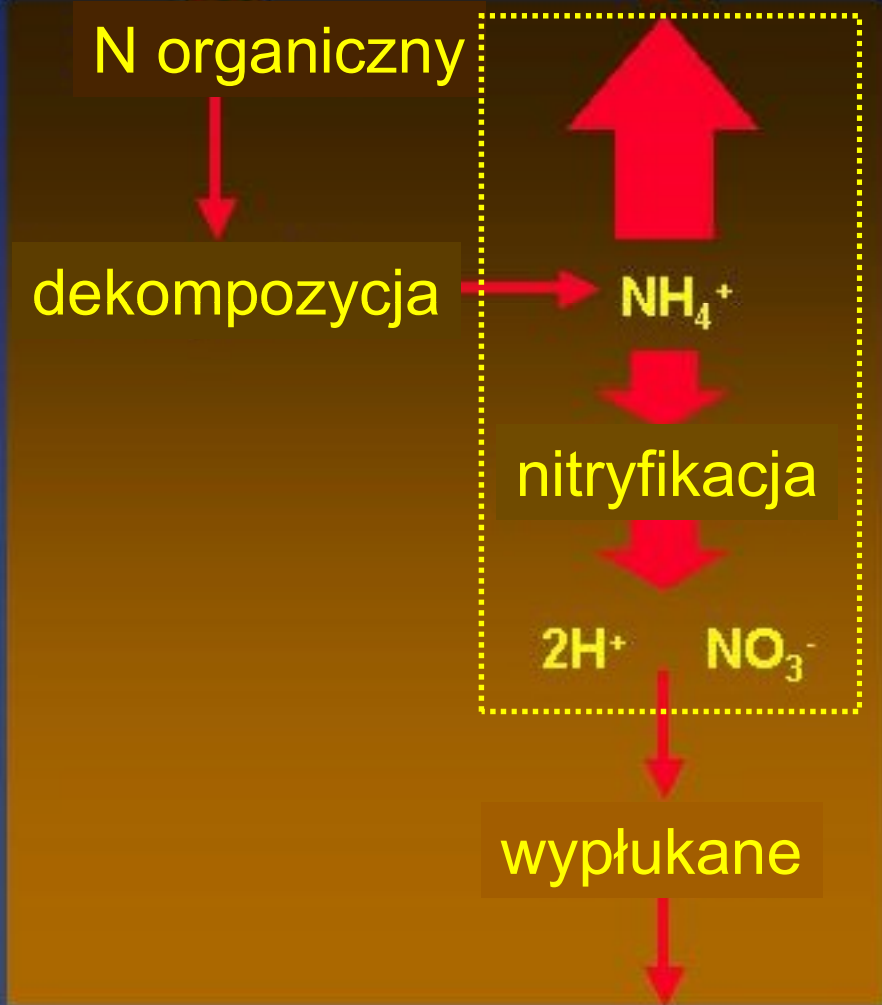 N organiczny
dekompozycja
NH₄⁺
nitryfikacja
2H⁺ NO₃⁻
wypłukane